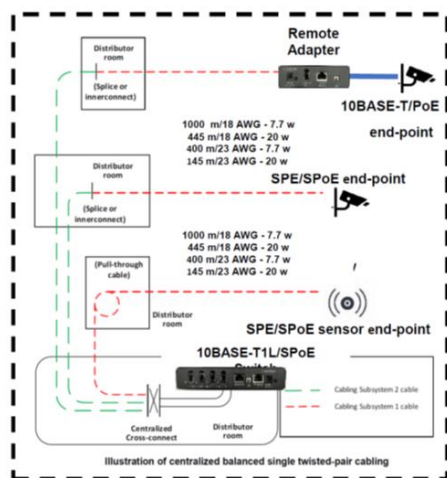 Remote
Adapter
Distributor
room
(Splice or
innerconnect)
10BASE-T/PoE
end-point
1000 m/18 AWG - 7.7 w
445 m/18 AWG - 20 w
400 m/23 AWG - 7.7 w
145 m/23 AWG - 20 w
Distributor
room
(Splice or
innerconnect)
SPE/SPoE end-point
1000 m/18 AWG - 7.7 w
445 m/18 AWG - 20 w
400 m/23 AWG - 7.7 w
145 m/23 AWG - 20 w
(Pull-through
cable)
Distributor
room
SPE/SPoE sensor end-point
10BASE-T1L/SPoE
Switch
Cabling Subsystem 2 cable
Cabling Subsystem 1 cable
Centralized
Cross-connect
Distributor
room
Illustration of centralized balanced single twisted-pair cabling